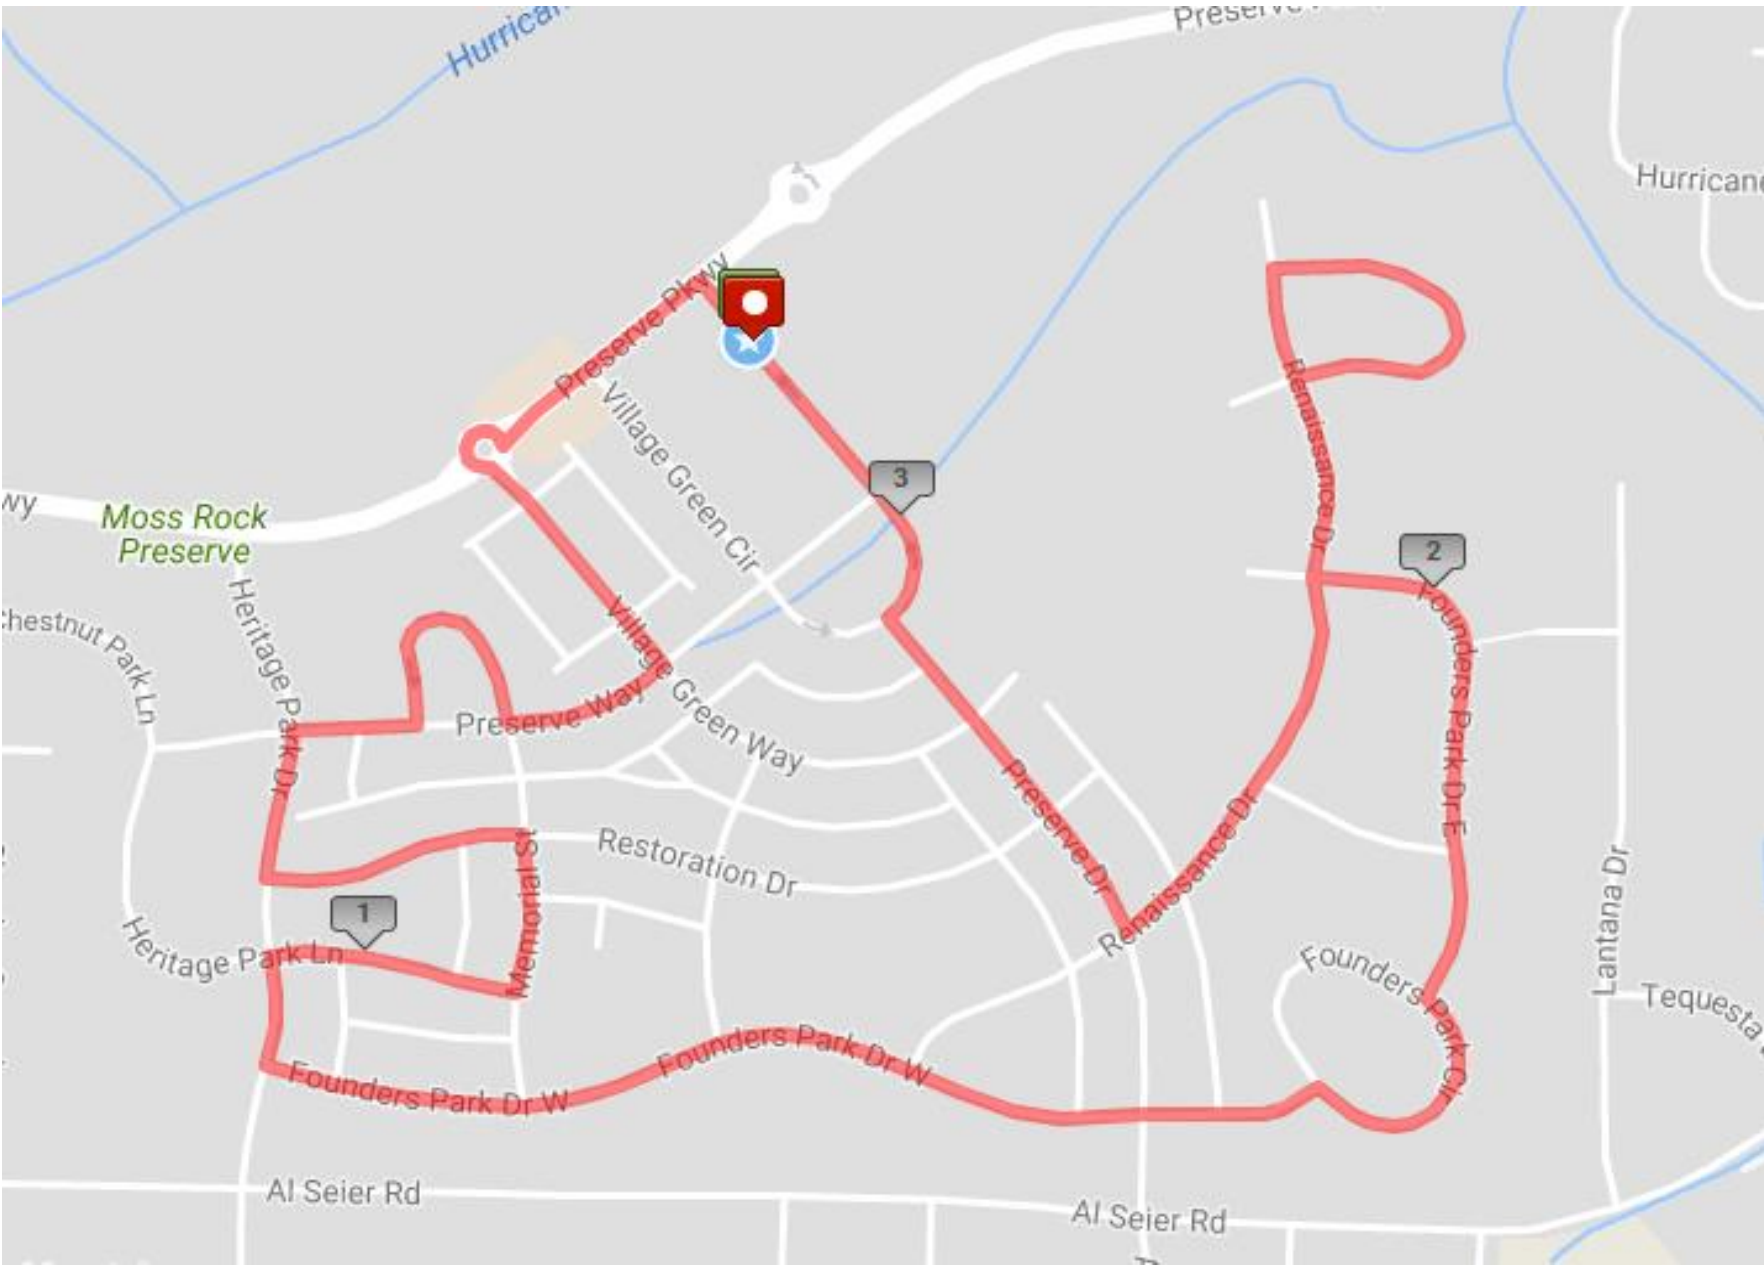 Preserve
Hurrican
Hurricane
Preserve Pkwy
Village Green Cir
Renaissance Dr
3
wy
Moss Rock
Preserve
2
Heritage Park Dr
Chestnut Park Ln
Village Green Way
Founders Park Dr E
Preserve Way
Preserve Dr
Renaissance Dr
Restoration Dr
Memorial St
Lantana Dr
1
Heritage Park Ln
Founders Park Cir
Tequesta
Founders Park Dr W
Founders Park Dr W
Al Seier Rd
Al Seier Rd